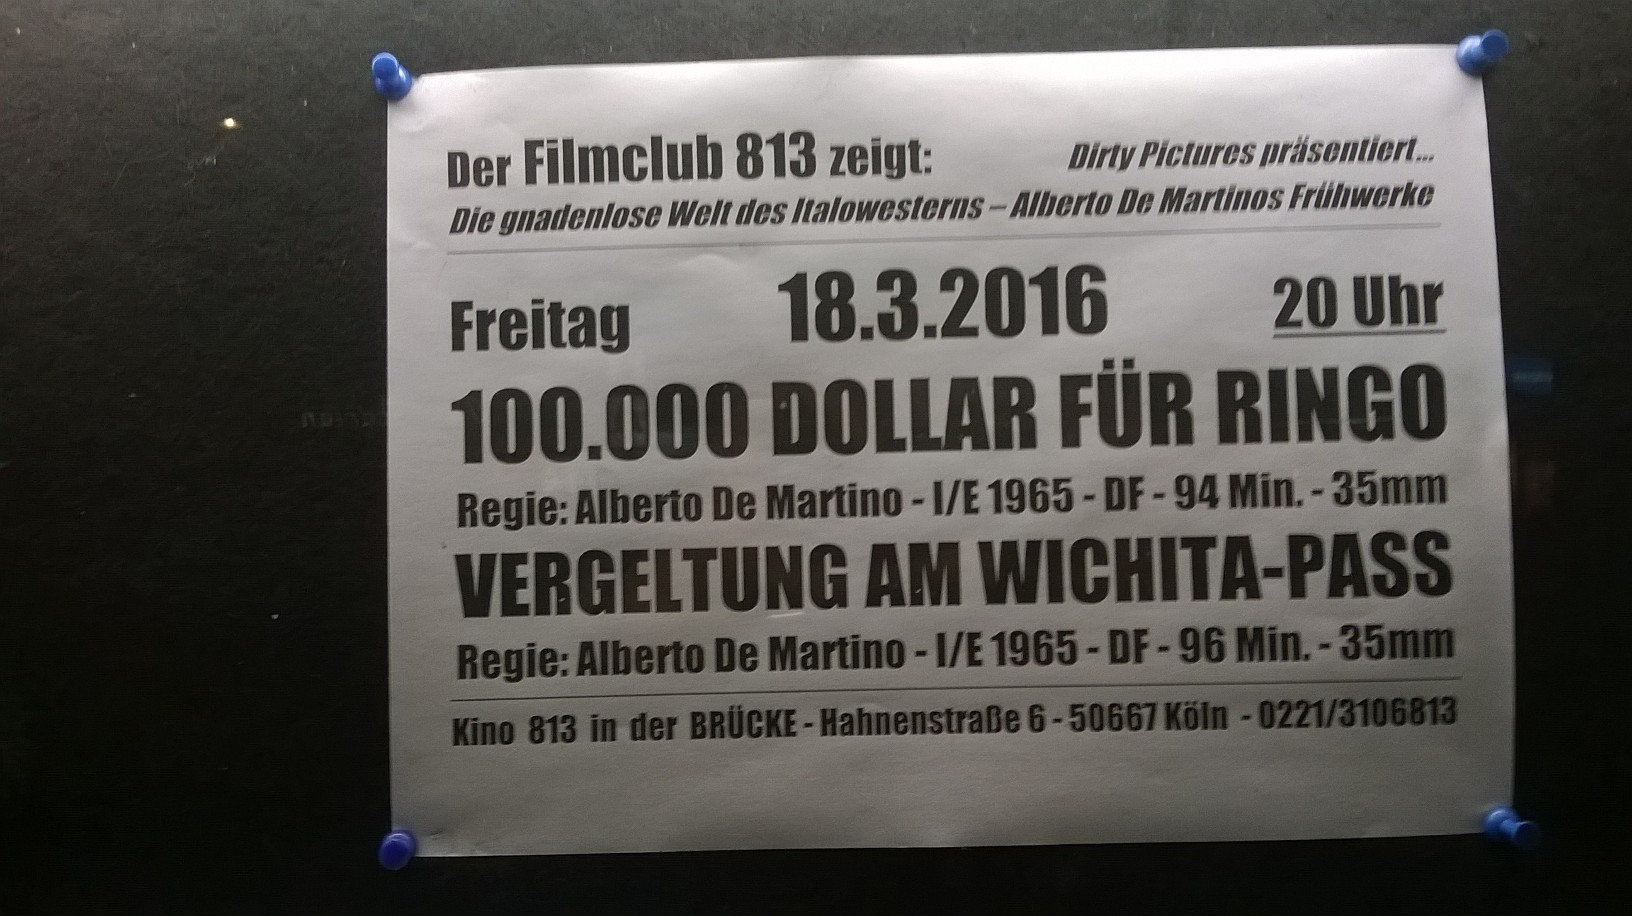 Der Filmclub 813 zeigt: Dirty Pictures präsentiert...
Die gnadenlose Welt des Italowesterns – Alberto De Martinos Frühwerke
Freitag 18.3.2016 20 Uhr
100.000 DOLLAR FÜR RINGO
Regie: Alberto De Martino - I/E 1965 - DF - 94 Min. - 35mm
VERGELTUNG AM WICHITA-PASS
Regie: Alberto De Martino - I/E 1965 - DF - 96 Min. - 35mm
Kino 813 in der BRÜCKE - Hahnenstraße 6 - 50667 Köln - 0221/3106813